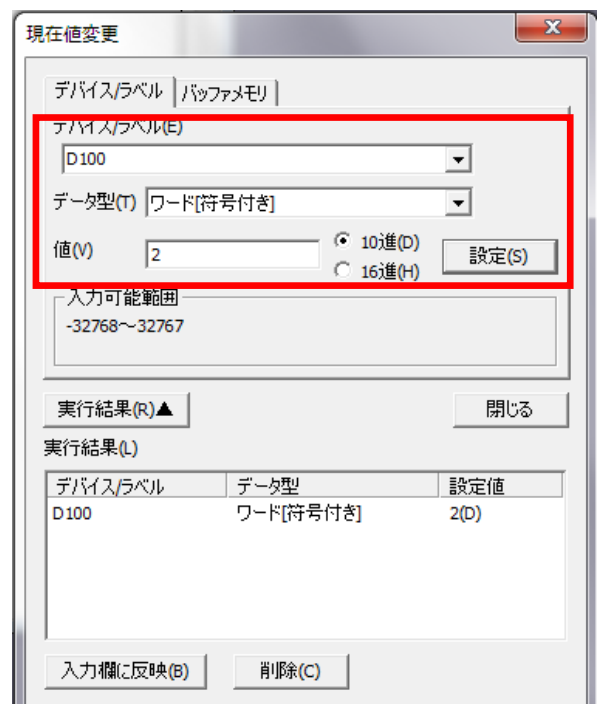 現在値変更
デバイス/ラベル バッファメモリ
デバイス/ラベル(E)
D100
データ型(T) ワード[符号付き]
値(V) 2 10進(D) 16進(H) 設定(S)
入力可能範囲
-32768～32767
実行結果(R)▲ 閉じる
実行結果(L)
デバイス/ラベル データ型 設定値
D100 ワード[符号付き] 2(D)
入力欄に反映(B) 削除(C)